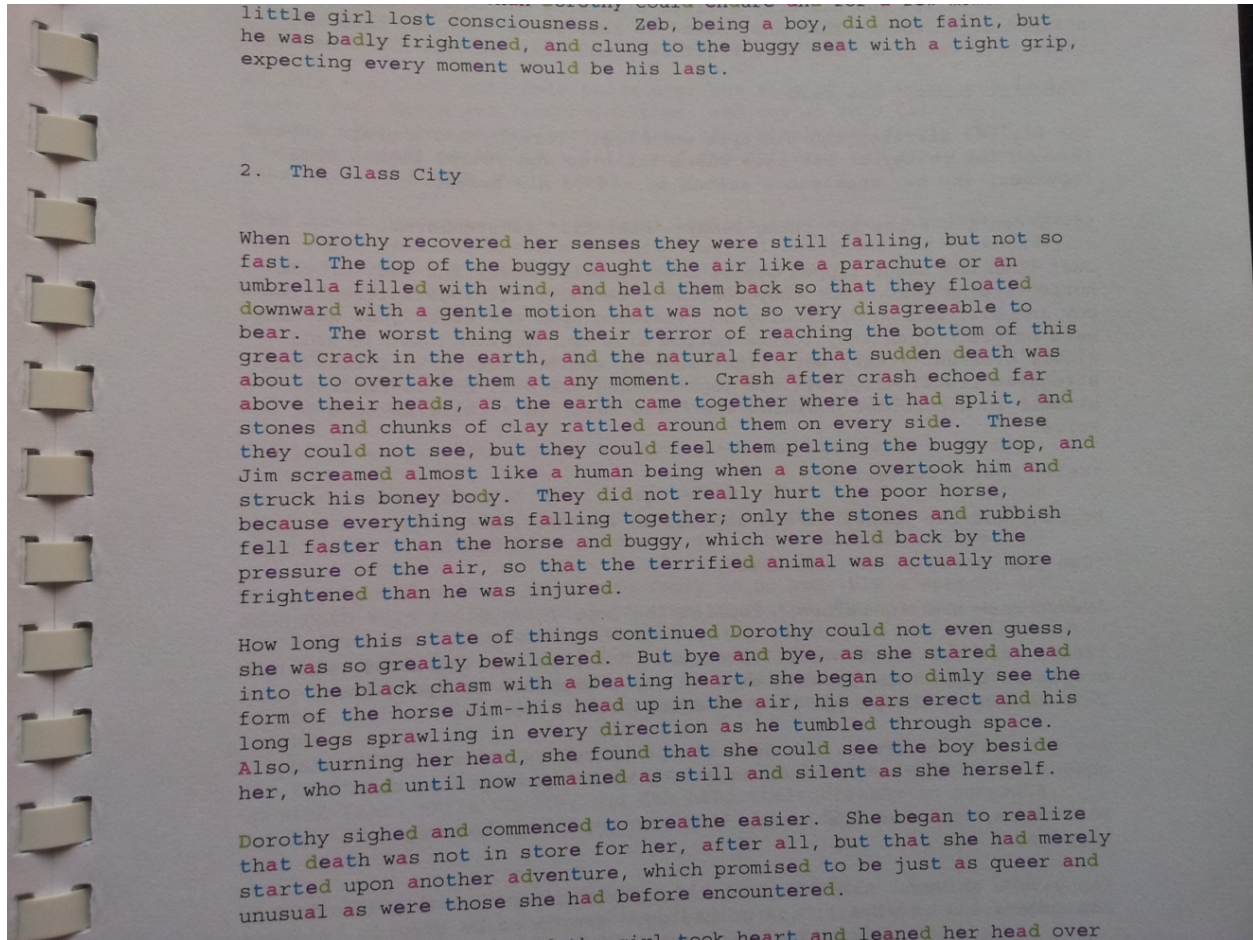 Dorothy could endure and for a few
little girl lost consciousness.  Zeb, being a boy, did not faint, but
he was badly frightened, and clung to the buggy seat with a tight grip,
expecting every moment would be his last.
2.  The Glass City
When Dorothy recovered her senses they were still falling, but not so
fast.  The top of the buggy caught the air like a parachute or an
umbrella filled with wind, and held them back so that they floated
downward with a gentle motion that was not so very disagreeable to
bear.  The worst thing was their terror of reaching the bottom of this
great crack in the earth, and the natural fear that sudden death was
about to overtake them at any moment.  Crash after crash echoed far
above their heads, as the earth came together where it had split, and
stones and chunks of clay rattled around them on every side.  These
they could not see, but they could feel them pelting the buggy top, and
Jim screamed almost like a human being when a stone overtook him and
struck his boney body.  They did not really hurt the poor horse,
because everything was falling together; only the stones and rubbish
fell faster than the horse and buggy, which were held back by the
pressure of the air, so that the terrified animal was actually more
frightened than he was injured.
How long this state of things continued Dorothy could not even guess,
she was so greatly bewildered.  But bye and bye, as she stared ahead
into the black chasm with a beating heart, she began to dimly see the
form of the horse Jim--his head up in the air, his ears erect and his
long legs sprawling in every direction as he tumbled through space.
Also, turning her head, she found that she could see the boy beside
her, who had until now remained as still and silent as she herself.
Dorothy sighed and commenced to breathe easier.  She began to realize
that death was not in store for her, after all, but that she had merely
started upon another adventure, which promised to be just as queer and
unusual as were those she had before encountered.
girl took heart and leaned her head over